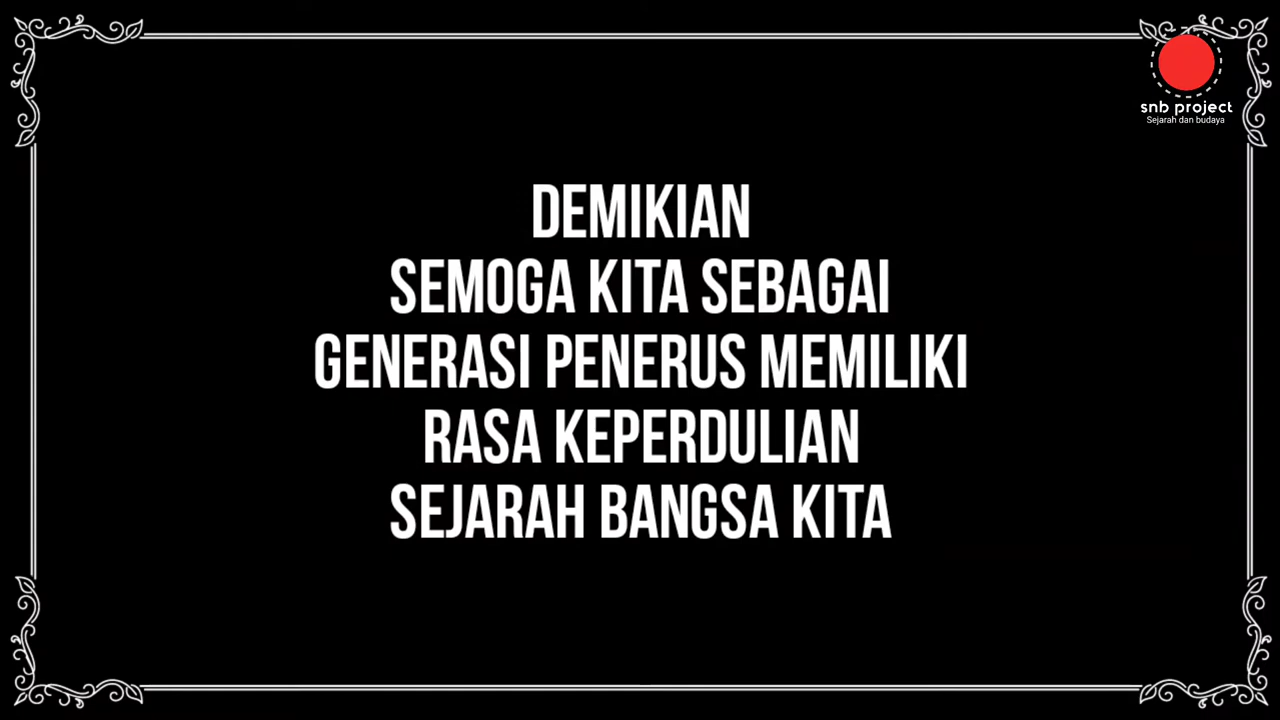 snb project
Sejarah dan budaya
DEMIKIAN
SEMOGA KITA SEBAGAI
GENERASI PENERUS MEMILIKI
RASA KEPERDULIAN
SEJARAH BANGSA KITA